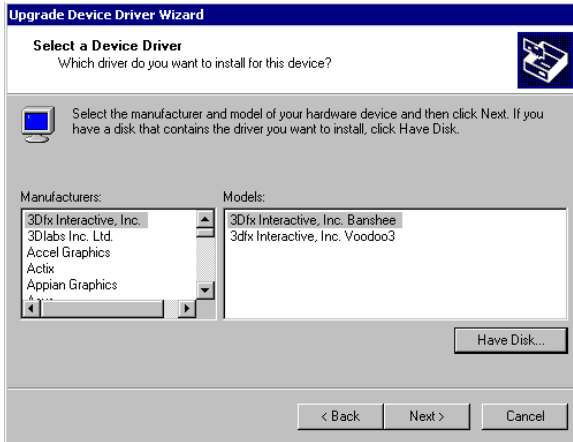 Upgrade Device Driver Wizard
Select a Device Driver
Which driver do you want to install for this device?
Select the manufacturer and model of your hardware device and then click Next. If you
have a disk that contains the driver you want to install, click Have Disk.
Manufacturers:
3Dfx Interactive, Inc.
3Dlabs Inc. Ltd.
Accel Graphics
Actix
Appian Graphics
Models:
3Dfx Interactive, Inc. Banshee
3dfx Interactive, Inc. Voodoo3
Have Disk...
< Back
Next >
Cancel